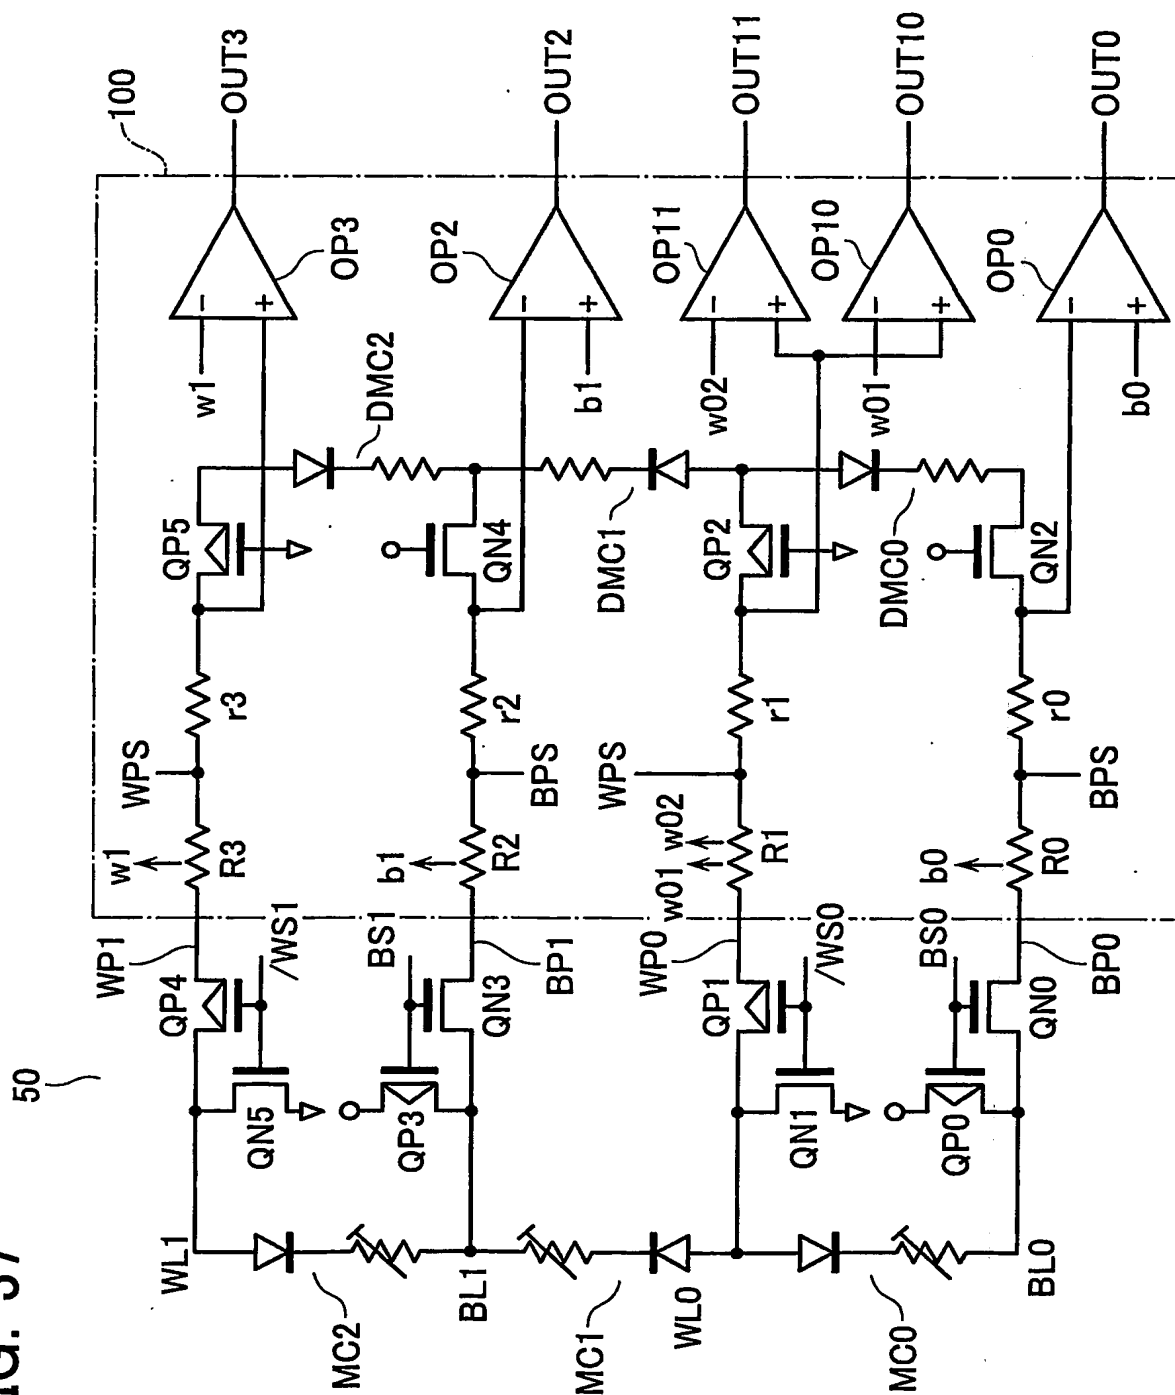 100
OUT3
OUT2
OUT11
OUT10
OUT0
OP3
OP2
OP11
OP10
OP0
−
+
−
+
−
+
−
+
−
+
w1
b1
w02
w01
b0
DMC2
DMC1
DMC0
QP5
QN4
QP2
QN2
r3
r2
r1
r0
WPS
BPS
WPS
BPS
w1
b1
w01
w02
b0
R3
R2
R1
R0
WP1
/WS1
BS1
BP1
WP0
/WS0
BS0
BP0
QP4
QN3
QP1
QN0
50
QN5
QP3
QN1
QP0
WL1
BL1
WL0
BL0
MC2
MC1
MC0